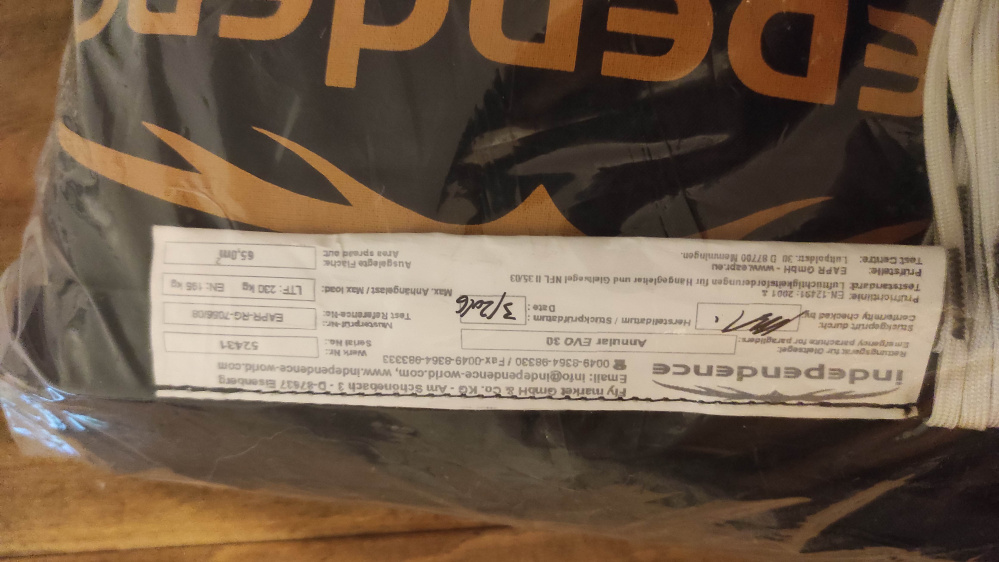 Fly market GmbH & Co. KG - Am Schönebach 3 - D-87637 Eisenberg
Email: info@independence-world.com, www.independence-world.com
☎ 0049-8364-98330 / Fax-0049-8364-983333
independence
Rettungsgerät für Gleitsegel:
Emergency parachute for paragliders:
Annular EVO 30
Werk Nr.:
Serial No.:
52431
Stückgeprüft durch:
Conformity checked by
Herstelldatum / Stückprüfdatum :
Date :
3/2016
Musterprüf-Nr.:
Test Reference-No.:
EAPR-RG-7086/08
Prüfrichtlinie: EN 12491:2001 &
Teststandard: Lufttüchtigkeitsforderungen für Hängegleiter und Gleitsegel NFL II 35/03
Max. Anhängelast / Max load:
LTF: 230 kg
EN: 195 kg
Prüfstelle: EAPR - GmbH - www.eapr.eu
Test Centre: Luitpoldstr. 30 D 87700 Memmingen.
Ausgelegte Fläche:
Area spread out:
65,0m²
independence